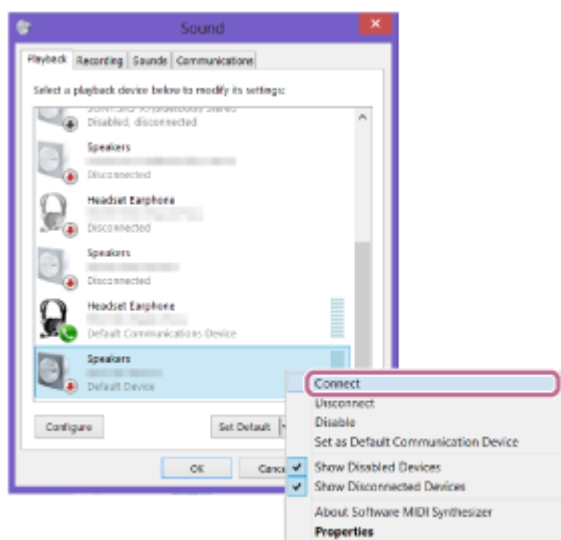 Sound
Playback Recording Sounds Communications
Select a playback device below to modify its settings:
Disabled, disconnected
Speakers
Disconnected
Headset Earphone
Disconnected
Speakers
Disconnected
Headset Earphone
Default Communications Device
Speakers
Default Device
Configure
Set Default
OK
Connect
Disconnect
Disable
Set as Default Communication Device
Show Disabled Devices
Show Disconnected Devices
About Software MIDI Synthesizer
Properties